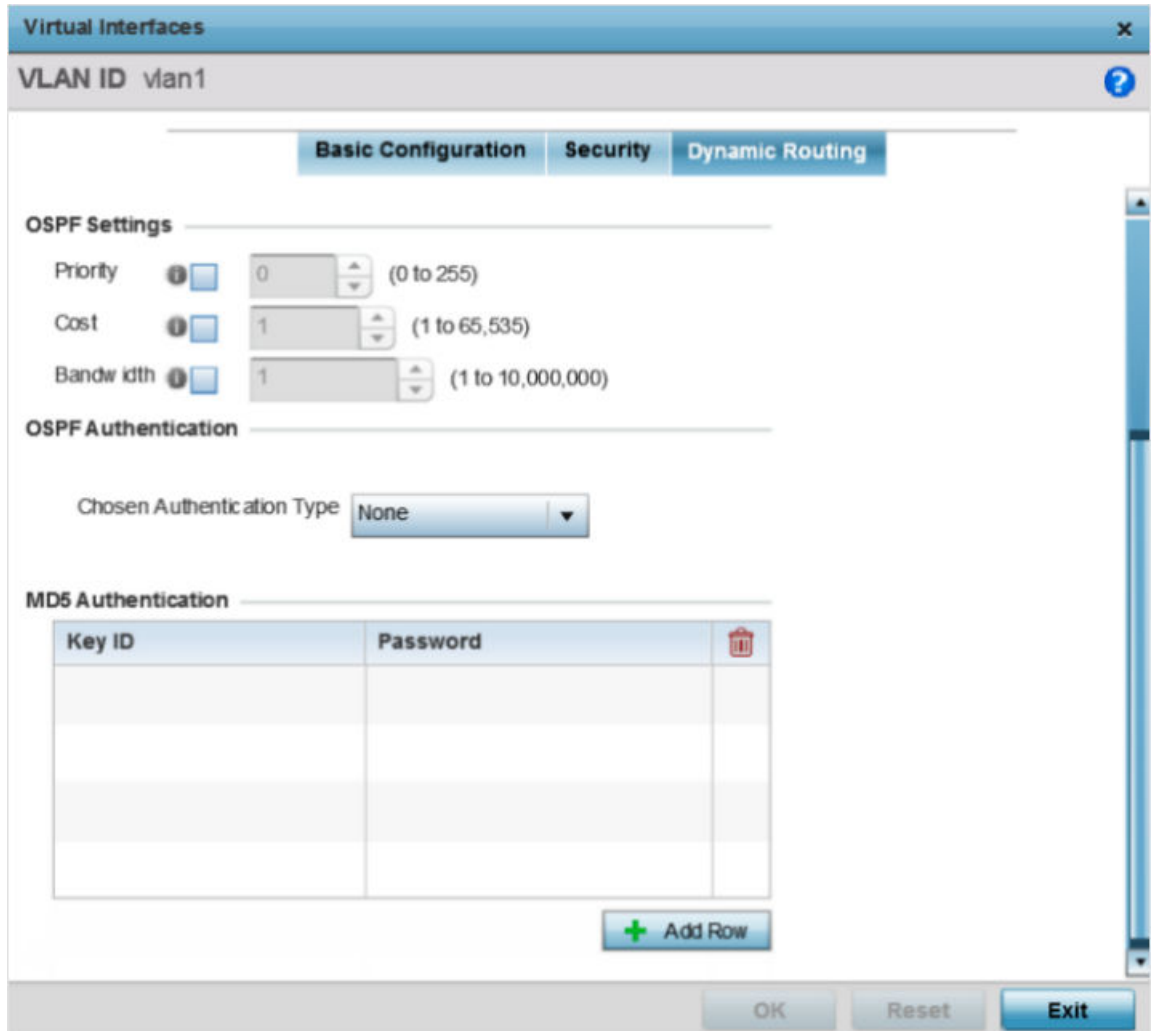 Virtual Interfaces
VLAN ID vlan1
Basic Configuration Security Dynamic Routing
OSPF Settings
Priority 0 (0 to 255)
Cost 1 (1 to 65,535)
Bandwidth 1 (1 to 10,000,000)
OSPF Authentication
Chosen Authentication Type None
MD5 Authentication
Key ID Password
Add Row
OK Reset Exit